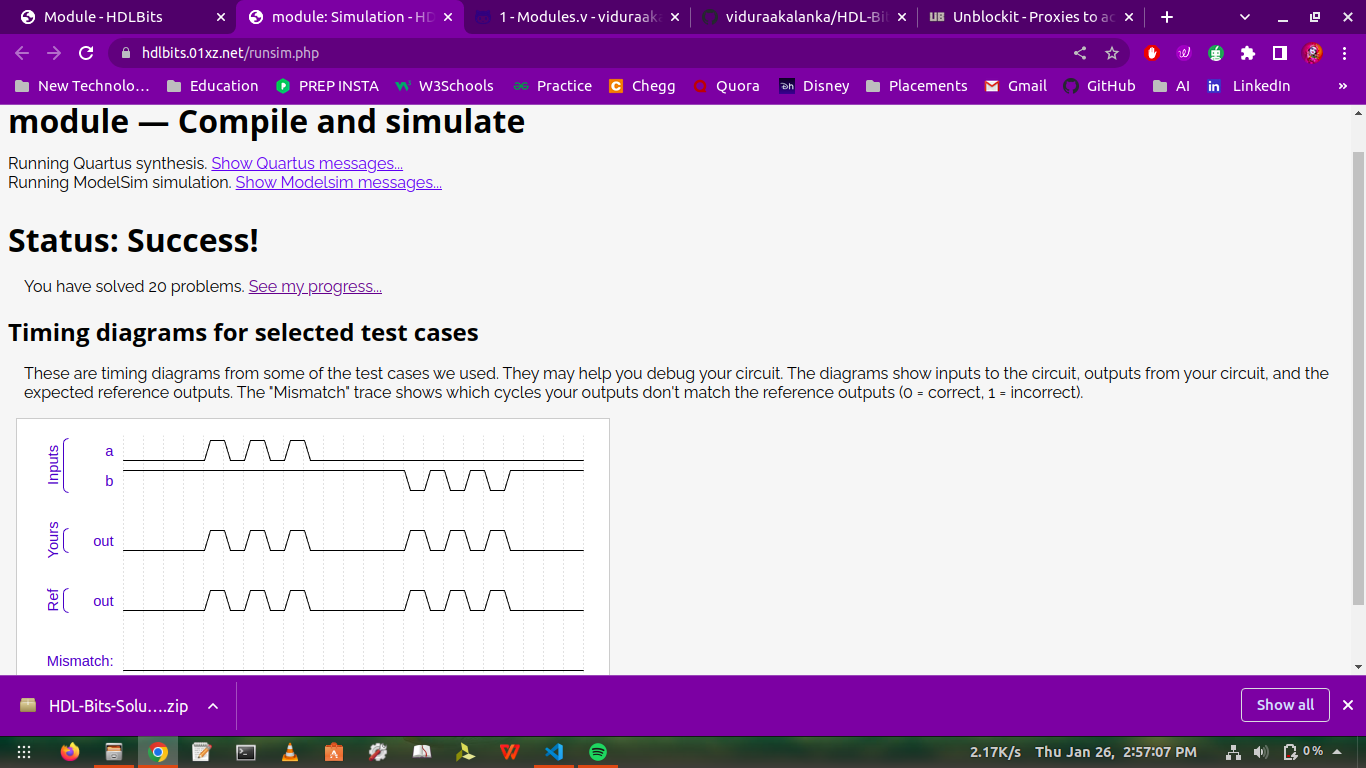 Module - HDLBits
module: Simulation - HD
1 - Modules.v - viduraaka
viduraakalanka/HDL-Bi
UB Unblockit - Proxies to ac
hdlbits.01xz.net/runsim.php
New Technolo…
Education
PREP INSTA
W3Schools
Practice
Chegg
Quora
Disney
Placements
Gmail
GitHub
AI
LinkedIn
»
module — Compile and simulate
Running Quartus synthesis. Show Quartus messages...
Running ModelSim simulation. Show Modelsim messages...
Status: Success!
You have solved 20 problems. See my progress...
Timing diagrams for selected test cases
These are timing diagrams from some of the test cases we used. They may help you debug your circuit. The diagrams show inputs to the circuit, outputs from your circuit, and the
expected reference outputs. The "Mismatch" trace shows which cycles your outputs don't match the reference outputs (0 = correct, 1 = incorrect).
Inputs
a
b
Yours
out
Ref
out
Mismatch:
HDL-Bits-Solu….zip
Show all
2.17K/s Thu Jan 26, 2:57:07 PM
0 %